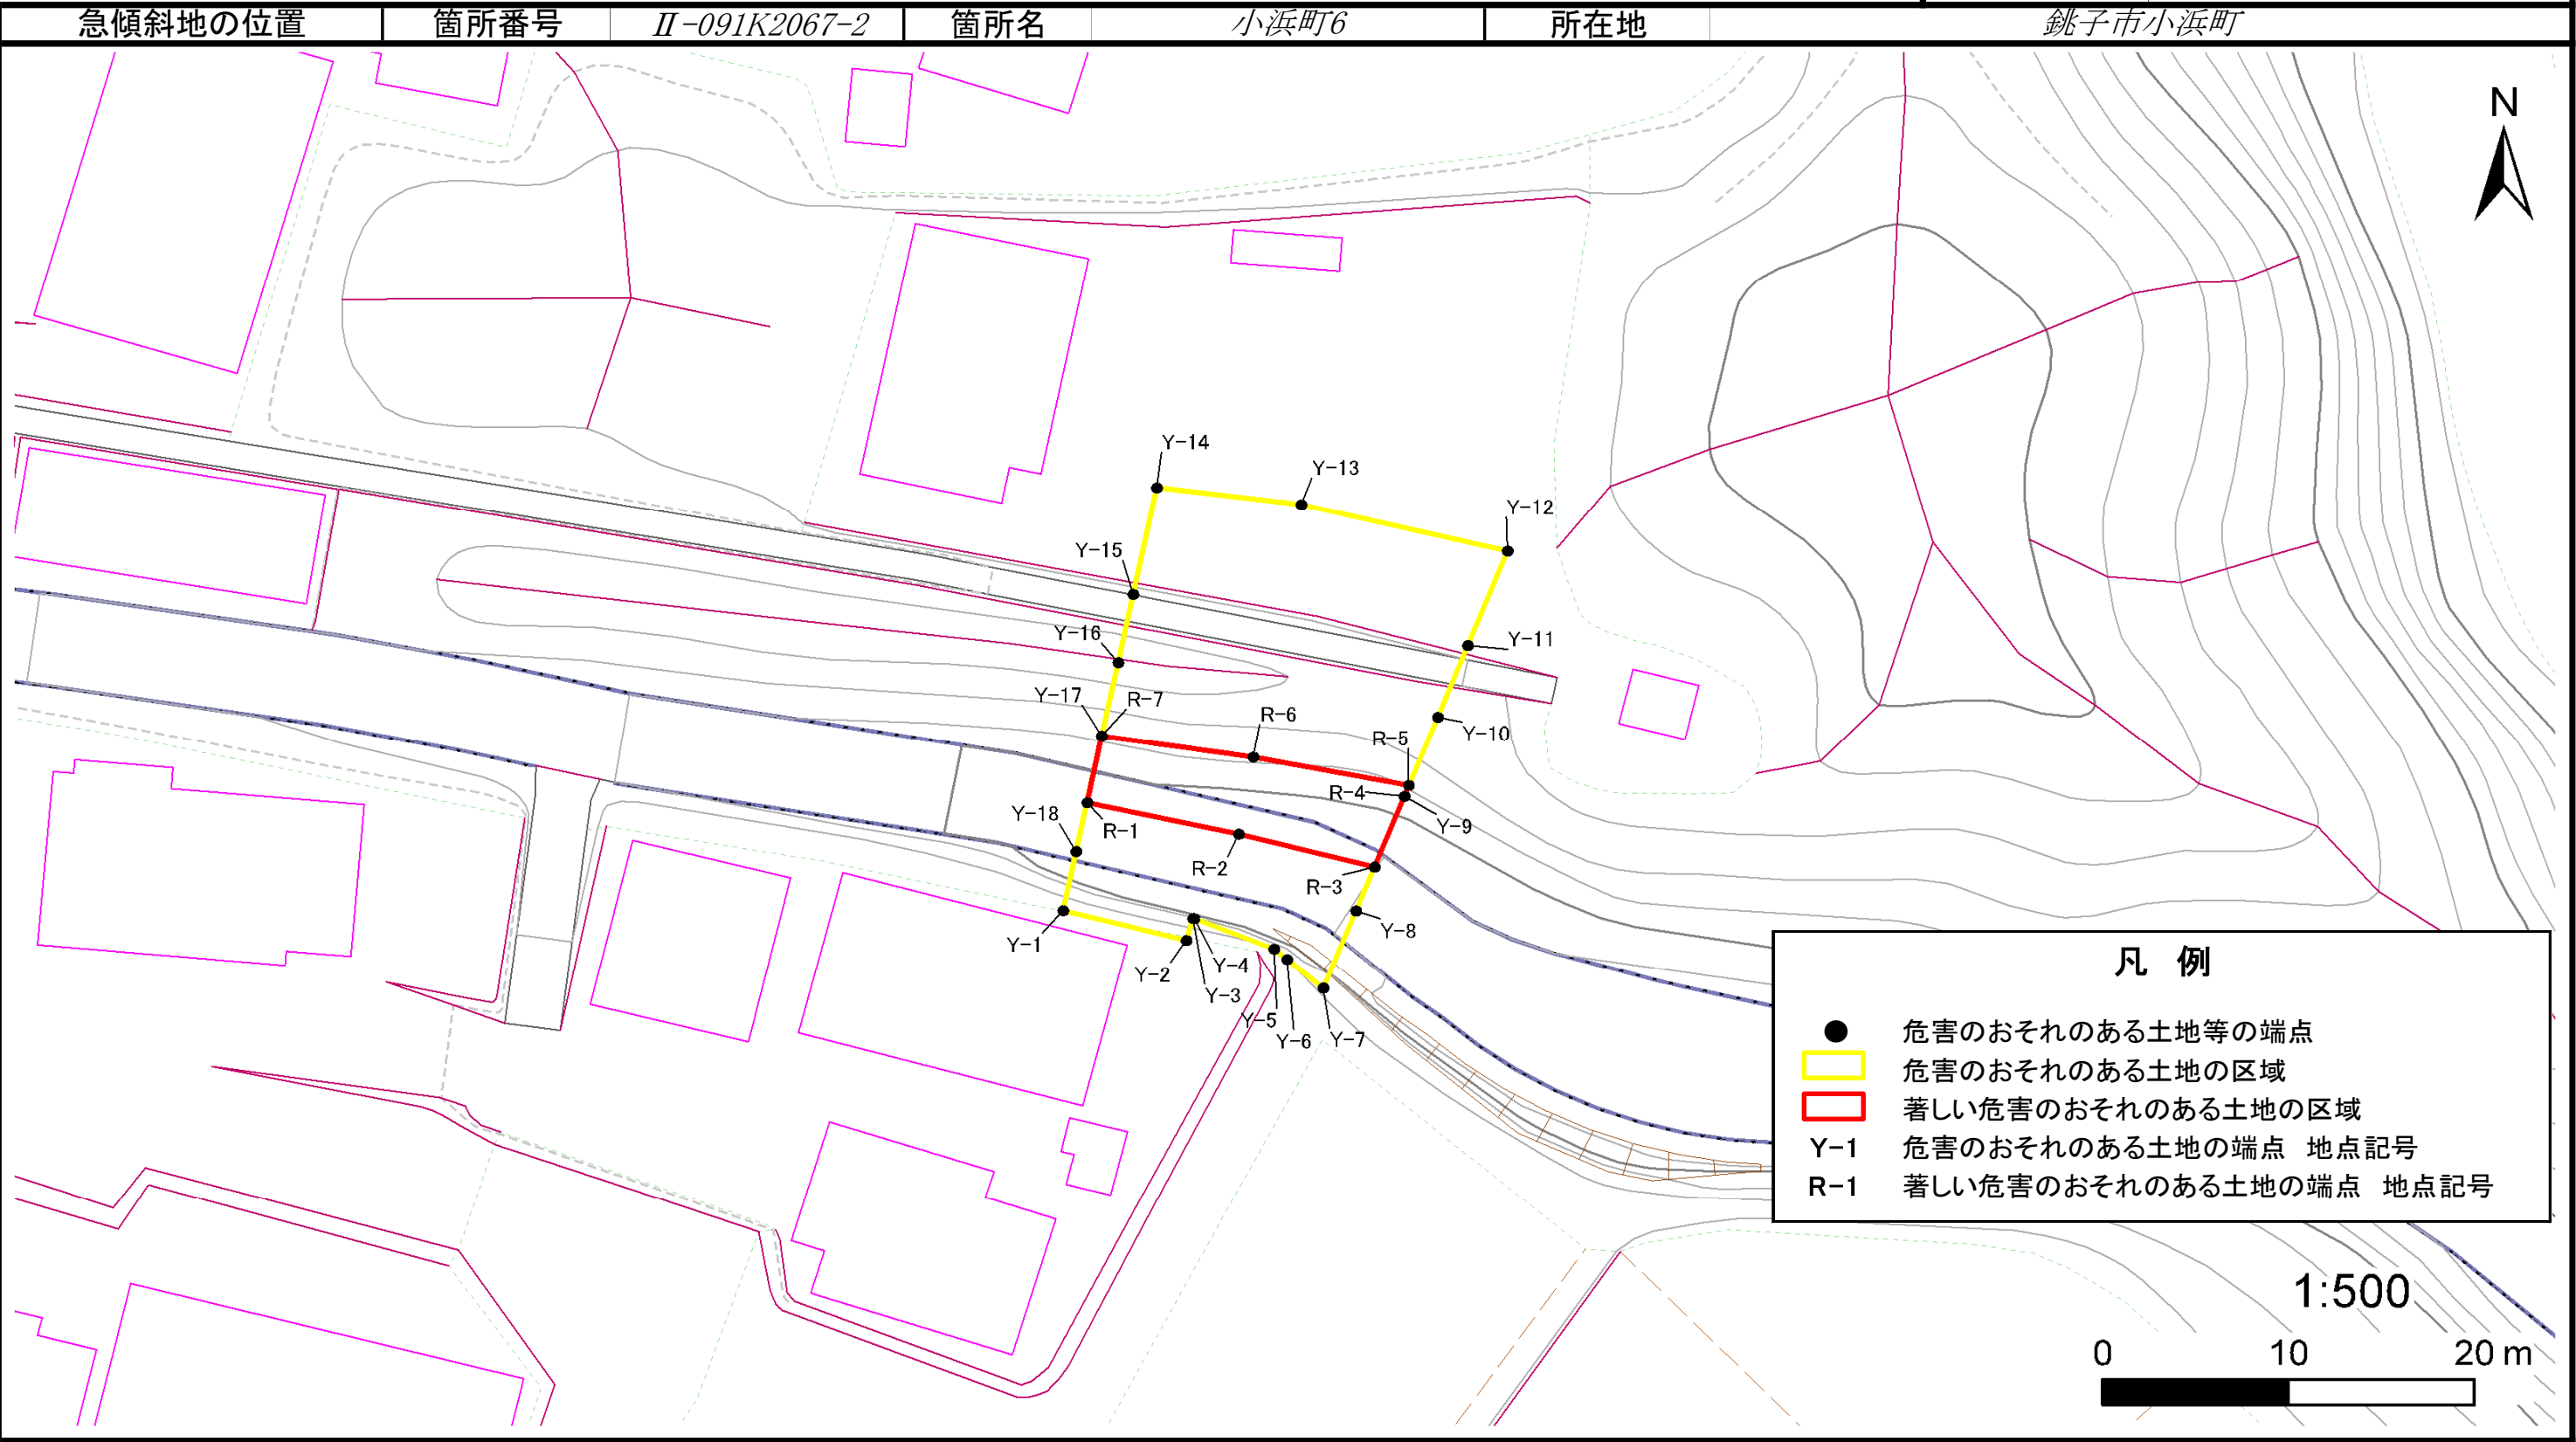 急傾斜地の位置 箇所番号 Ⅱ-091K2067-2 箇所名 小浜町6 所在地 銚子市小浜町
N
Y-14
Y-13
Y-12
Y-15
Y-16
Y-11
Y-17 R-7
R-6
Y-10
R-5
R-4
Y-9
Y-18
R-1
R-2
R-3
Y-8
Y-1
Y-2
Y-4
Y-3
Y-5
Y-6
Y-7
凡 例
危害のおそれのある土地等の端点
危害のおそれのある土地の区域
著しい危害のおそれのある土地の区域
Y-1 危害のおそれのある土地の端点 地点記号
R-1 著しい危害のおそれのある土地の端点 地点記号
1:500
0 10 20 m